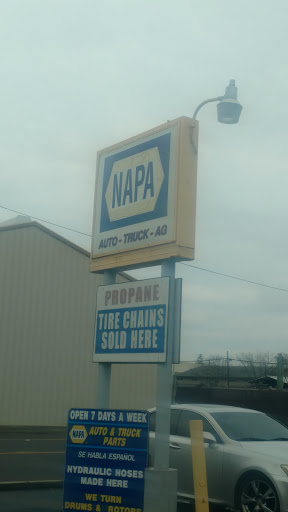 NAPA
AUTO - TRUCK - AG
PROPANE
TIRE CHAINS
SOLD HERE
OPEN 7 DAYS A WEEK
NAPA AUTO & TRUCK
PARTS
SE HABLA ESPAÑOL
HYDRAULIC HOSES
MADE HERE
WE TURN
DRUMS & ROTORS